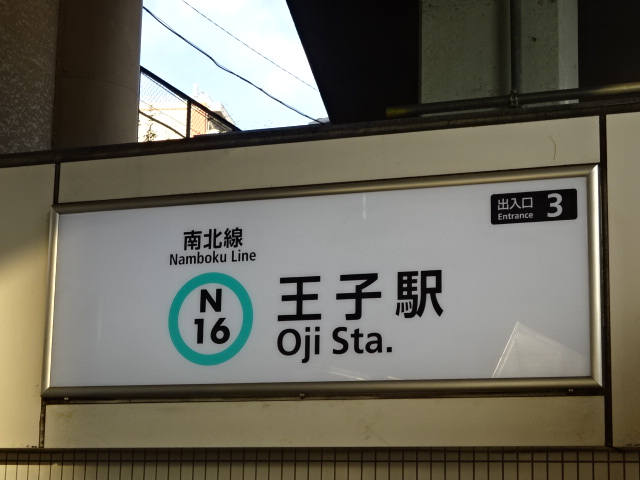 出入口 3
Entrance
南北線
Namboku Line
N
16
王子駅
Oji Sta.